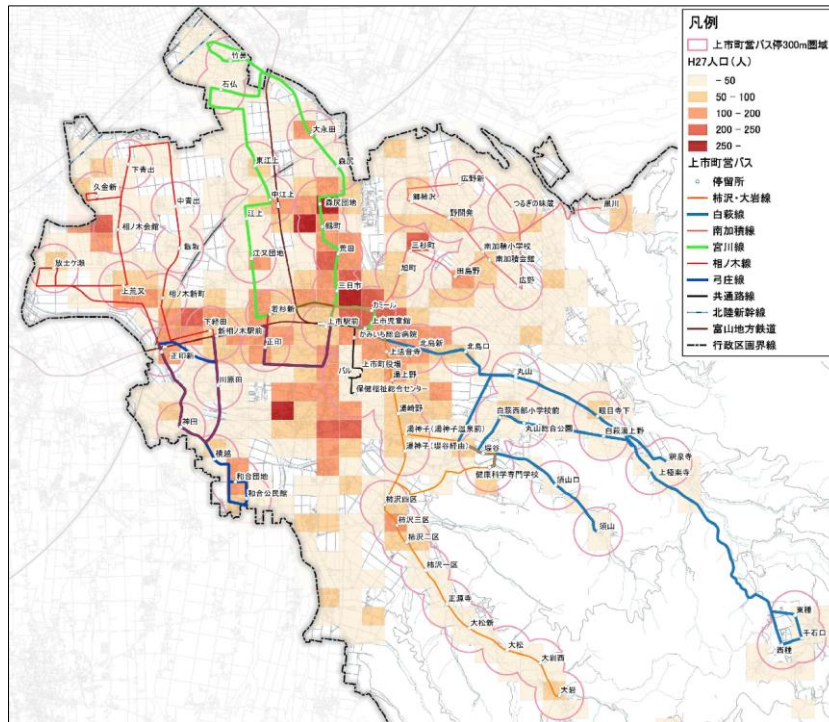 凡例
上市町営バス停300m圏域
H27人口(人)
- 50
50 - 100
100 - 200
200 - 250
250 -
上市町営バス
停留所
柿沢・大岩線
白萩線
南加積線
宮川線
相ノ木線
弓庄線
共通路線
北陸新幹線
富山地方鉄道
行政区画界線
竹鼻
石仏
大永田
下青出
東江上
森尻
久金新
中青出
中江上
森尻団地
広野新
郷柿沢
つるぎの味蔵
風川
相ノ木会館
江上
鶴町
野開発
飯坂
江又団地
荒田
三杉町
南加積小学校
南加積会館
放士ケ瀬
旭町
田島野
広野
上荒又
相ノ木新町
三日市
カミール
若杉新
下経田
新相ノ木駅前
上市駅前
上市児童館
かみいち総合病院
正印新
正印
北島新
上法音寺
北島口
上市町役場
パル
湯上野
丸山
川原田
保健福祉総合センター
湯崎野
白萩西部小学校前
眼目寺下
丸山総合公園
白萩湯上野
神田
湯神子(湯神子温泉前)
湯神子(堤谷経由)
堤谷
護泉寺
上極楽寺
横越
健康科学専門学校
須山口
和合団地
和合公民館
柿沢四区
須山
柿沢三区
柿沢二区
柿沢一区
正源寺
大松新
東種
千石口
西種
大松
大岩西
大岩